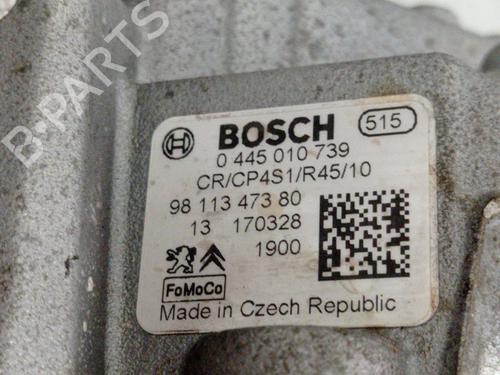 B-PARTS
BOSCH
515
0 445 010 739
CR/CP4S1/R45/10
98 113 473 80
13 170328
1900
FoMoCo
Made in Czech Republic